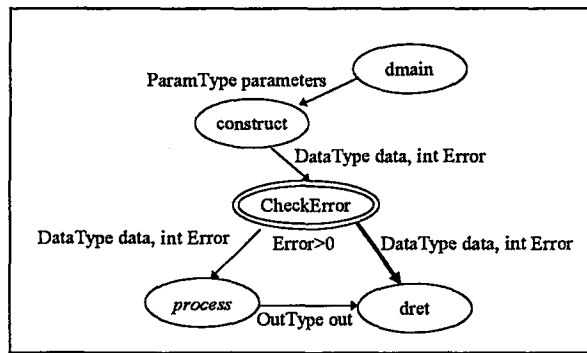 dmain
ParamType parameters
construct
DataType data, int Error
CheckError
DataType data, int Error
Error>0
DataType data, int Error
process
dret
OutType out